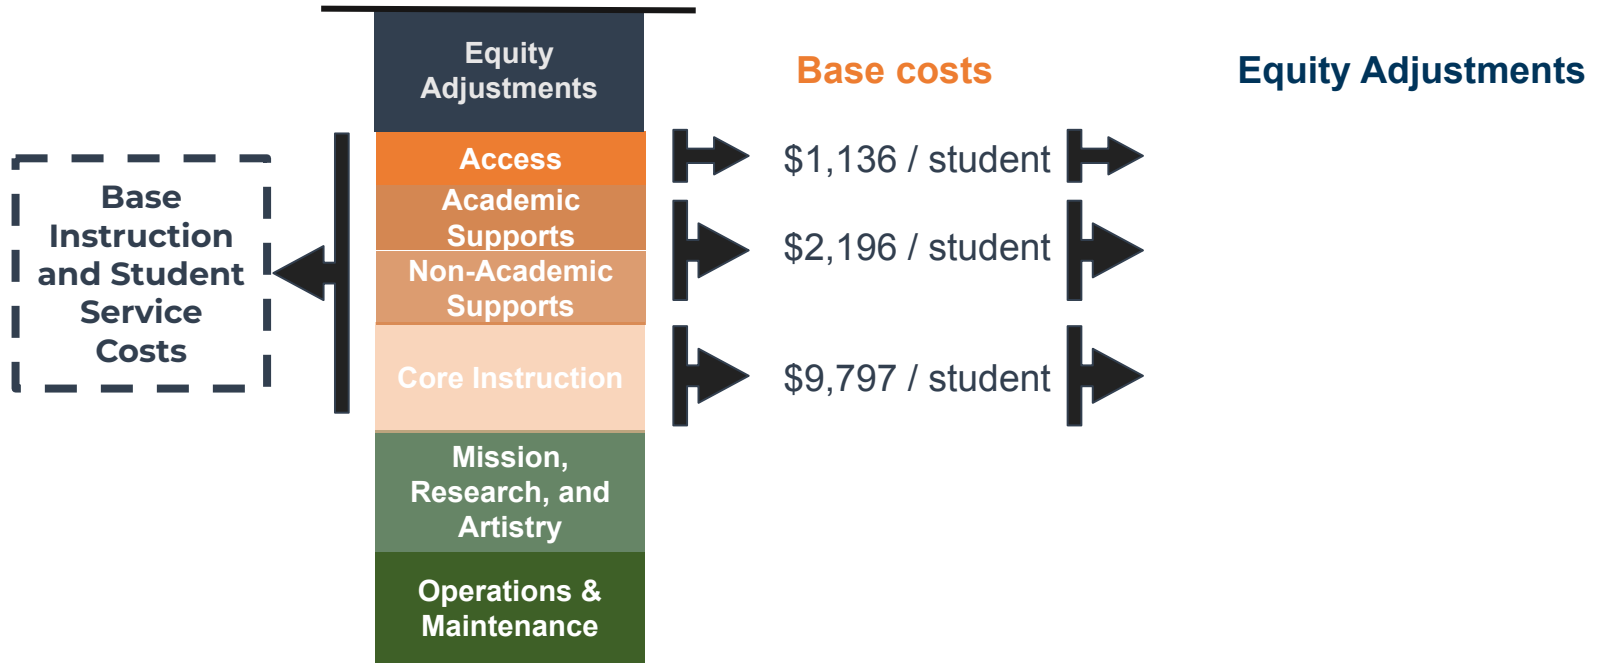 Equity
Adjustments
Base costs
Equity Adjustments
Base
Instruction
and Student
Service
Costs
Access
$1,136 / student
Academic
Supports
$2,196 / student
Non-Academic
Supports
Core Instruction
$9,797 / student
Mission,
Research, and
Artistry
Operations &
Maintenance